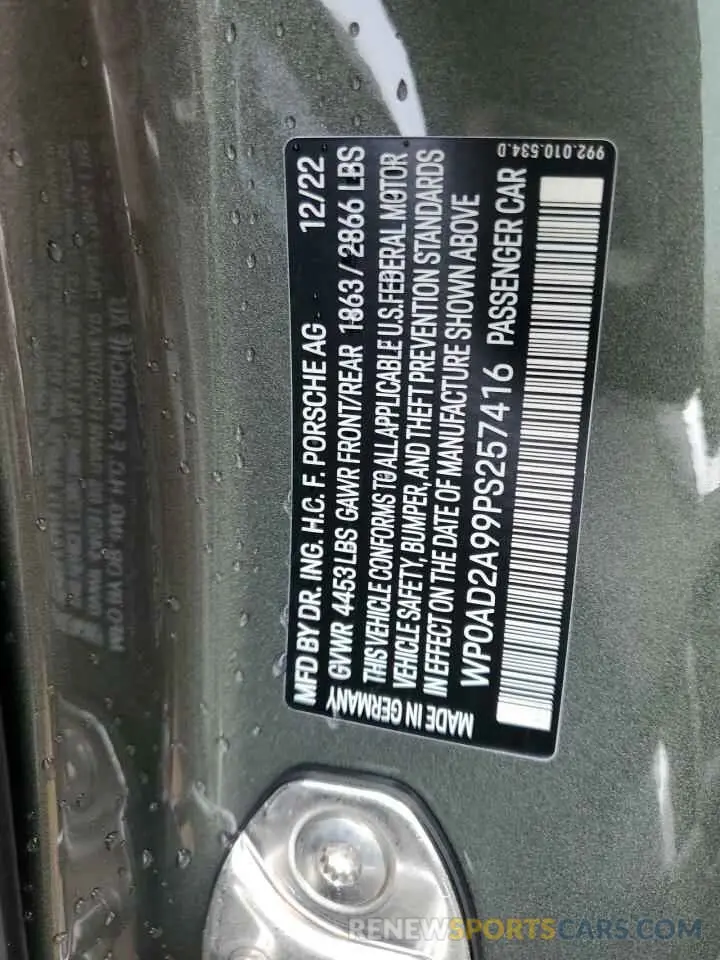 MFD BY DR. ING. H.C. F. PORSCHE AG 12/22
GVWR 4453 LBS GAWR FRONT/REAR 1863 / 2866 LBS
THIS VEHICLE CONFORMS TO ALL APPLICABLE U.S. FEDERAL MOTOR
VEHICLE SAFETY, BUMPER, AND THEFT PREVENTION STANDARDS
IN EFFECT ON THE DATE OF MANUFACTURE SHOWN ABOVE
WP0AD2A99PS257416 PASSENGER CAR
MADE IN GERMANY
992.010.534.D
RENEWSPORTSCARS.COM